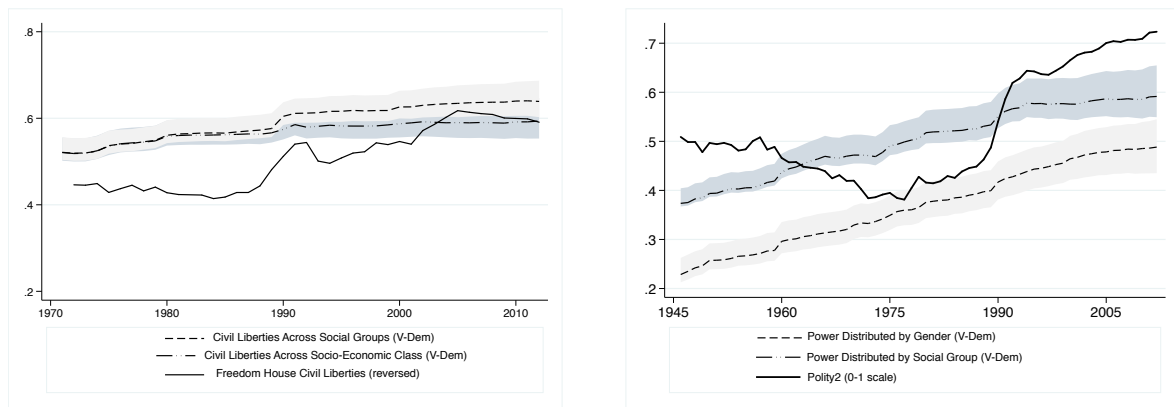 .8
.6
.4
.2
1970 1980 1990 2000 2010
Civil Liberties Across Social Groups (V-Dem)
Civil Liberties Across Socio-Economic Class (V-Dem)
Freedom House Civil Liberties (reversed)
.7
.6
.5
.4
.3
.2
1945 1960 1975 1990 2005
Power Distributed by Gender (V-Dem)
Power Distributed by Social Group (V-Dem)
Polity2 (0-1 scale)